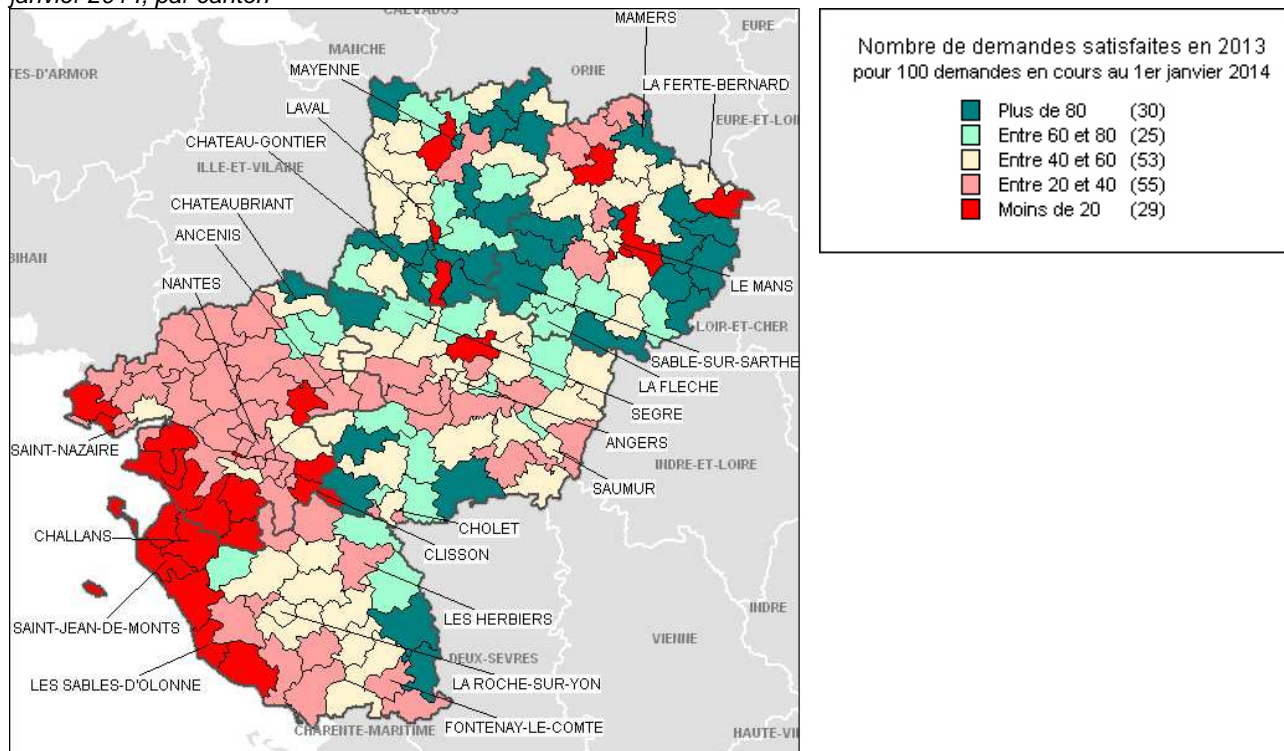 janvier 2014, par canton
CALVADOS
MAMERS
EURE
MANCHE
TES-D'ARMOR
MAYENNE
ORNE
LA FERTE-BERNARD
LAVAL
EURE-ET-LOI
CHATEAU-GONTIER
ILLE-ET-VILAINE
CHATEAUBRIANT
ANCENIS
BIHAN
NANTES
LE MANS
LOIR-ET-CHER
SABLE-SUR-SARTHE
LA FLECHE
SEGRE
ANGERS
SAINT-NAZAIRE
INDRE-ET-LOIRE
SAUMUR
CHOLET
CHALLANS
CLISSON
INDRE
LES HERBIERS
SAINT-JEAN-DE-MONTS
VIENNE
DEUX-SEVRES
LA ROCHE-SUR-YON
LES SABLES-D'OLONNE
FONTENAY-LE-COMTE
CHARENTE-MARITIME
HAUTE-VI
Nombre de demandes satisfaites en 2013
pour 100 demandes en cours au 1er janvier 2014
Plus de 80 (30)
Entre 60 et 80 (25)
Entre 40 et 60 (53)
Entre 20 et 40 (55)
Moins de 20 (29)